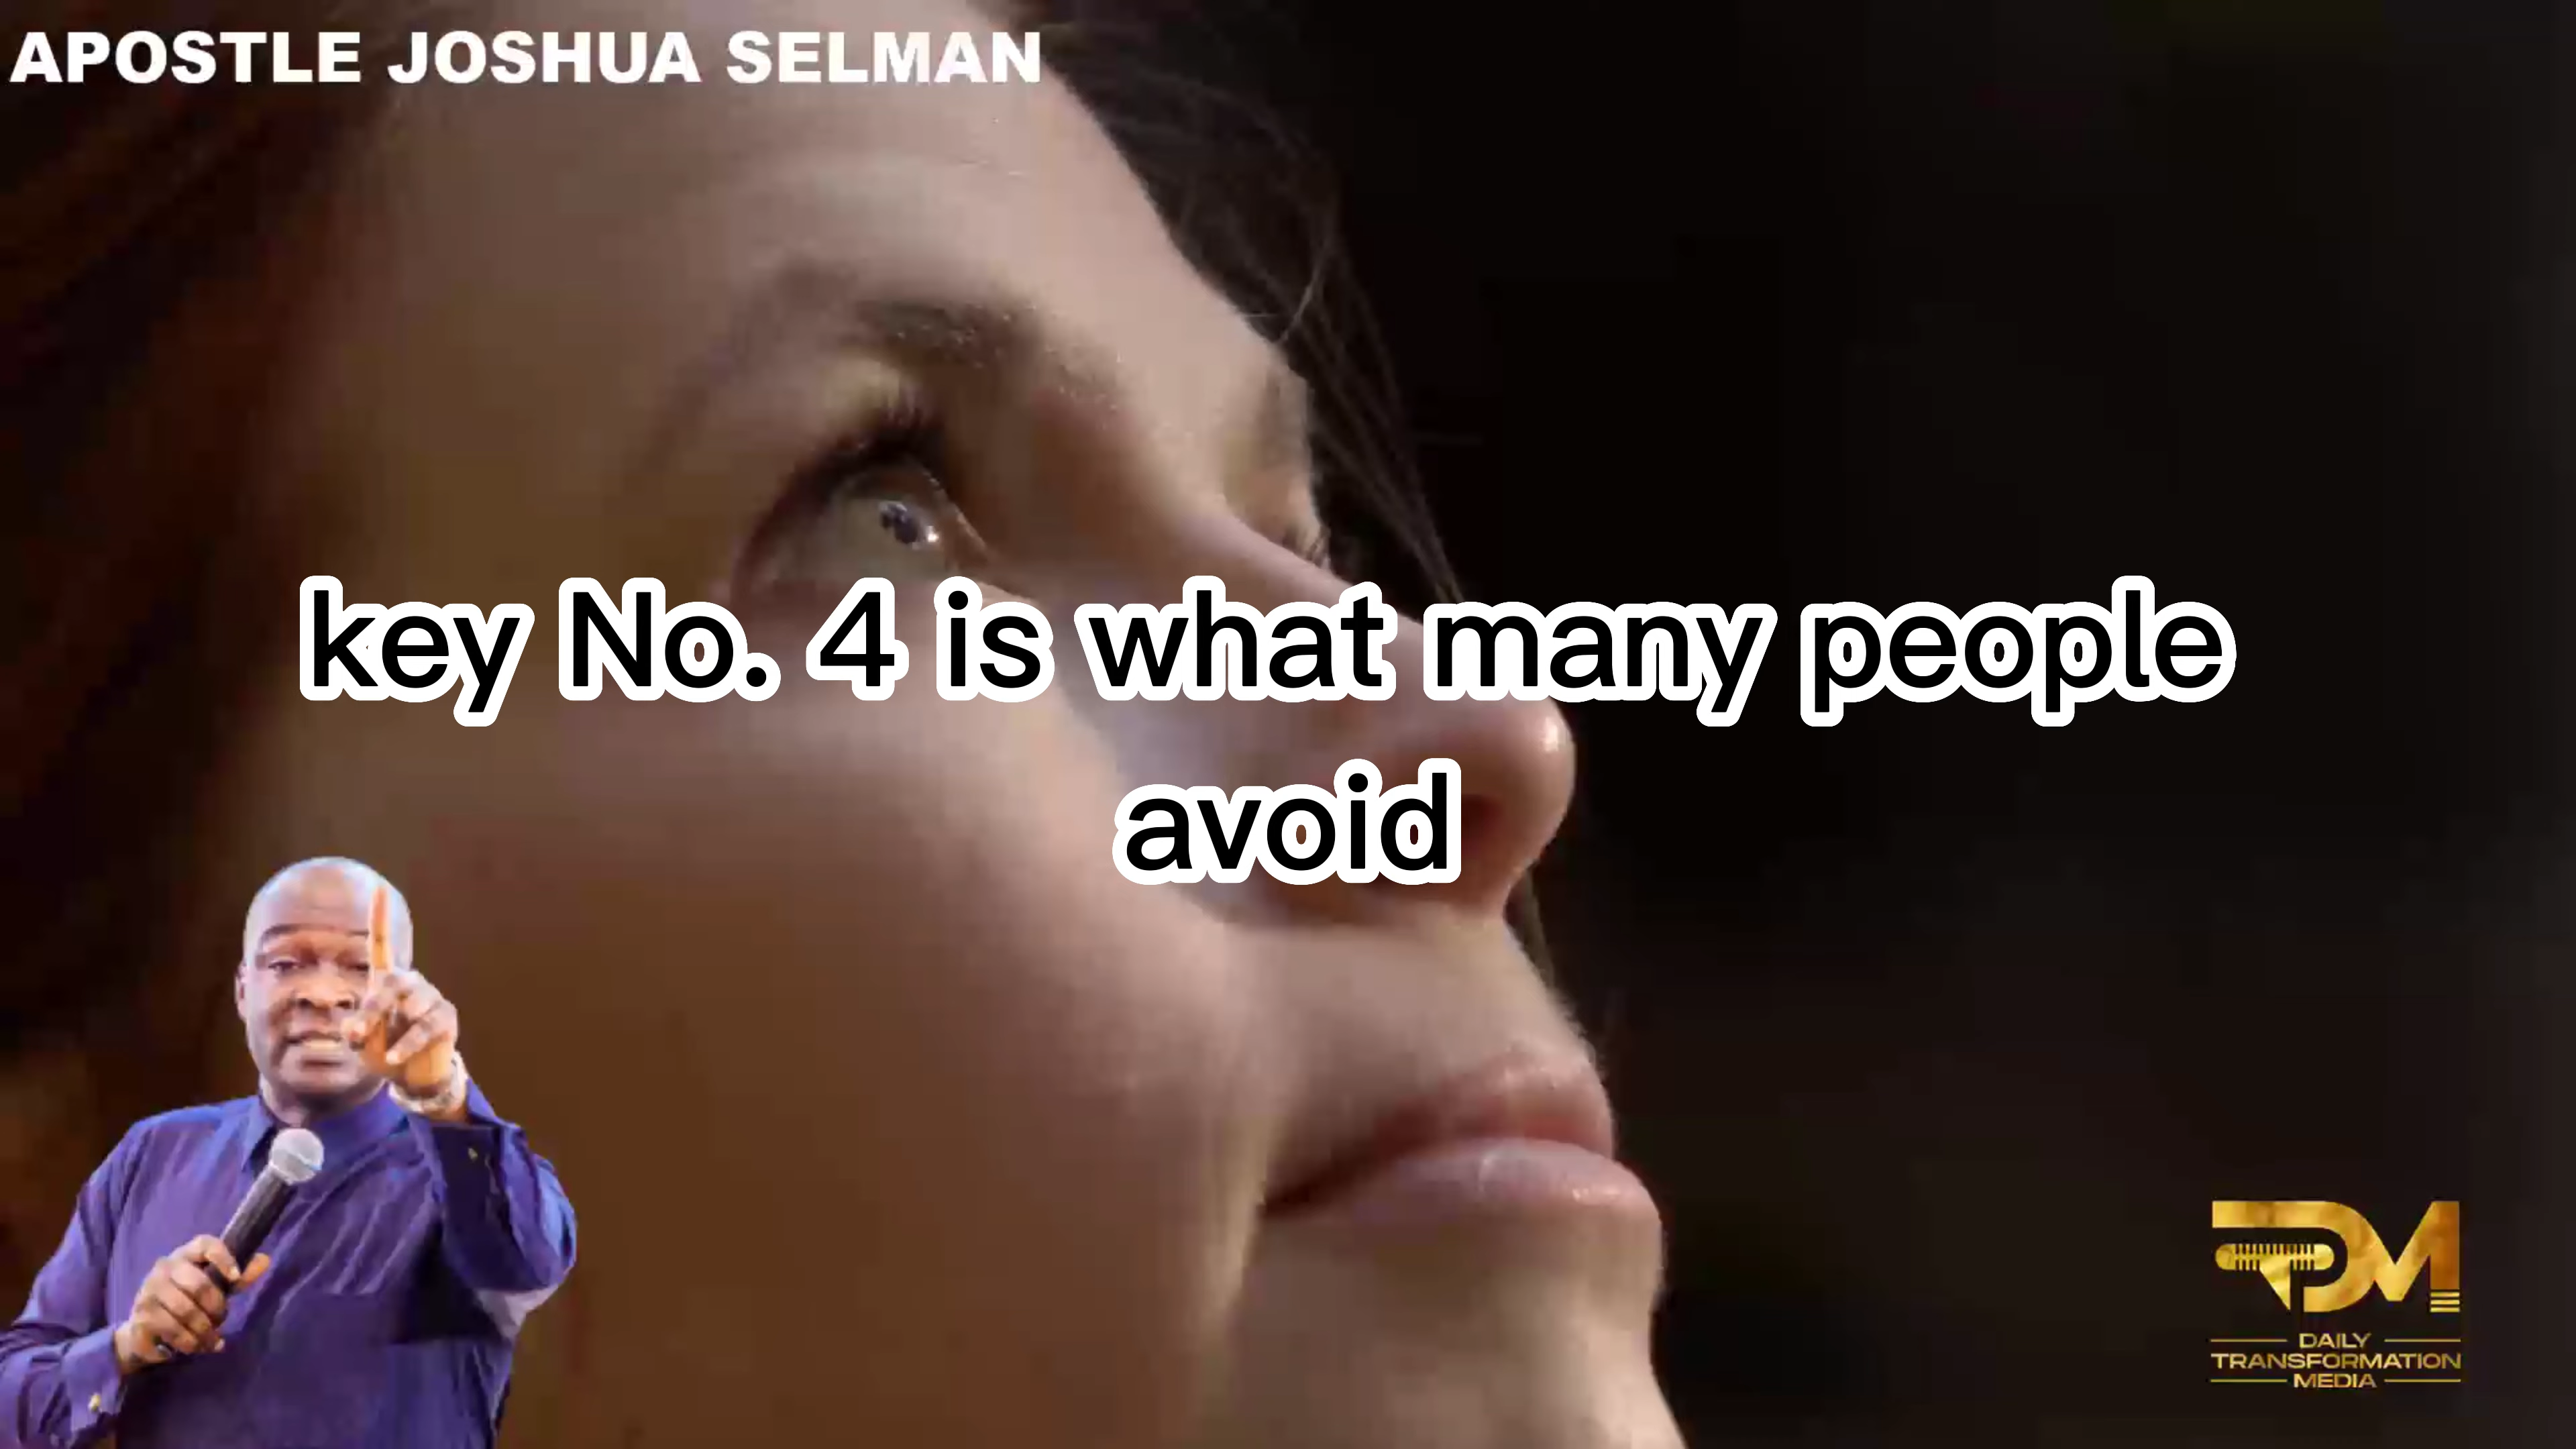 APOSTLE JOSHUA SELMAN
key No. 4 is what many people
avoid
DAILY
TRANSFORMATION
MEDIA